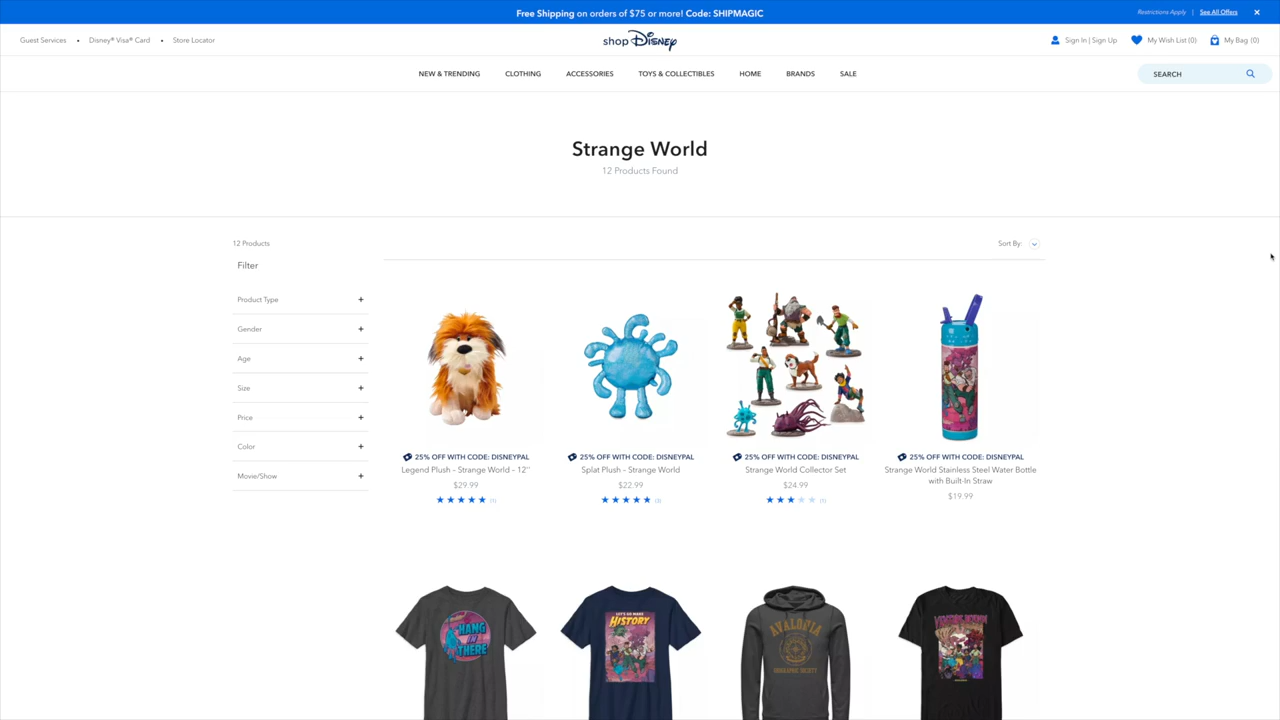 Free Shipping on orders of $75 or more! Code: SHIPMAGIC
Restrictions Apply | See All Offers
Guest Services • Disney® Visa® Card • Store Locator
shop Disney
Sign In | Sign Up
My Wish List (0)
My Bag (0)
NEW & TRENDING
CLOTHING
ACCESSORIES
TOYS & COLLECTIBLES
HOME
BRANDS
SALE
SEARCH
Strange World
12 Products Found
12 Products
Sort By
Filter
Product Type +
Gender +
Age +
Size +
Price +
Color +
Movie/Show +
25% OFF WITH CODE: DISNEYPAL
Legend Plush – Strange World – 12''
$29.99
25% OFF WITH CODE: DISNEYPAL
Splat Plush – Strange World
$22.99
25% OFF WITH CODE: DISNEYPAL
Strange World Collector Set
$24.99
25% OFF WITH CODE: DISNEYPAL
Strange World Stainless Steel Water Bottle
with Built-In Straw
$19.99
HANG
IN
THERE
LET'S GO MAKE
HISTORY
AVALONIA